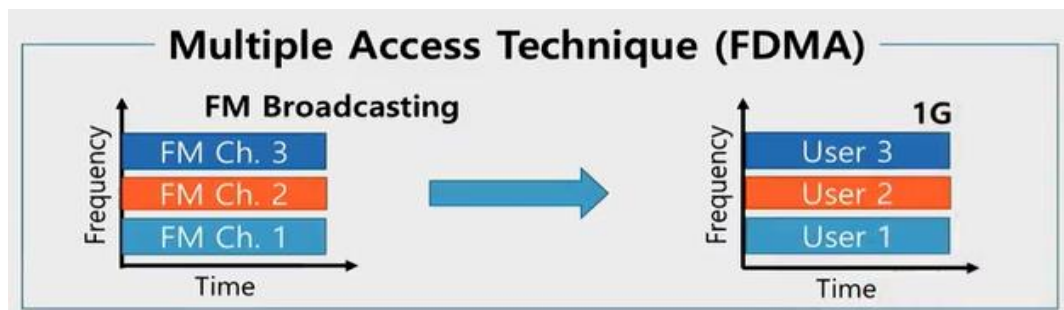 Multiple Access Technique (FDMA)
FM Broadcasting
Frequency
FM Ch. 3
FM Ch. 2
FM Ch. 1
Time
1G
Frequency
User 3
User 2
User 1
Time